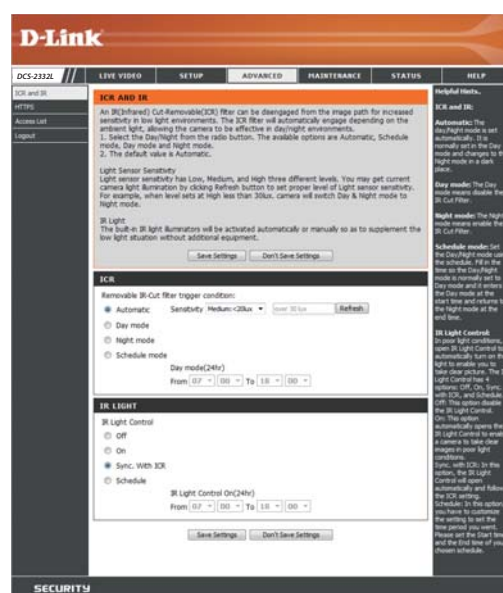 D-Link
DCS-2332L
LIVE VIDEO
SETUP
ADVANCED
MAINTENANCE
STATUS
HELP
ICR and IR
HTTPS
Access List
Logout
ICR AND IR
An IR(Infrared) Cut-Removable(ICR) filter can be disengaged from the image path for increased
sensitivity in low light environments. The ICR filter will automatically engage depending on the
ambient light, allowing the camera to be effective in day/night environments.
1. Select the Day/Night from the radio button. The available options are Automatic, Schedule
mode, Day mode and Night mode.
2. The default value is Automatic.
Light Sensor Sensitivity
Light sensor sensitivity has Low, Medium, and High three different levels. You may get current
camera light illumination by clicking Refresh button to set proper level of Light sensor sensitivity.
For example, when level sets at High less than 30lux. camera will switch Day & Night mode to
Night mode.
IR Light
The built-in IR light illuminators will be activated automatically or manually so as to supplement the
low light situation without additional equipment.
Save Settings
Don't Save Settings
ICR
Removable IR-Cut filter trigger condition:
Automatic Sensitivity Medium:<20lux over 30 lux Refresh
Day mode
Night mode
Schedule mode
Day mode(24hr)
From 07 00 To 18 00
IR LIGHT
IR Light Control
Off
On
Sync. With ICR
Schedule
IR Light Control On(24hr)
From 07 00 To 18 00
Save Settings
Don't Save Settings
Helpful Hints..
ICR and IR:
Automatic: The
day/Night mode is set
automatically. It is
normally set in the Day
mode and changes to th
Night mode in a dark
place.
Day mode: The Day
mode means disable the
IR Cut Filter.
Night mode: The Night
mode means enable the
IR Cut Filter.
Schedule mode: Set
the Day/Night mode usi
the schedule. Fill in the
time so the Day/Night
mode is normally set to
Day mode and it enters
the Day mode at the
start time and returns to
the Night mode at the
end time.
IR Light Control:
In poor light conditions,
open IR Light Control to
automatically turn on th
light to enable you to
take clear picture. The I
Light Control has 4
options: Off, On, Sync.
with ICR, and Schedule.
Off: This option disable
the IR Light Control.
On: This option
automatically opens the
IR Light Control to enab
a camera to take clear
images in poor light
conditions.
Sync. with ICR: In this
option, the IR Light
Control will open
automatically and follow
the ICR setting.
Schedule: In this option
you have to customize
the setting to set the
time period you went.
Please set the Start time
and the End time of you
chosen schedule.
SECURITY